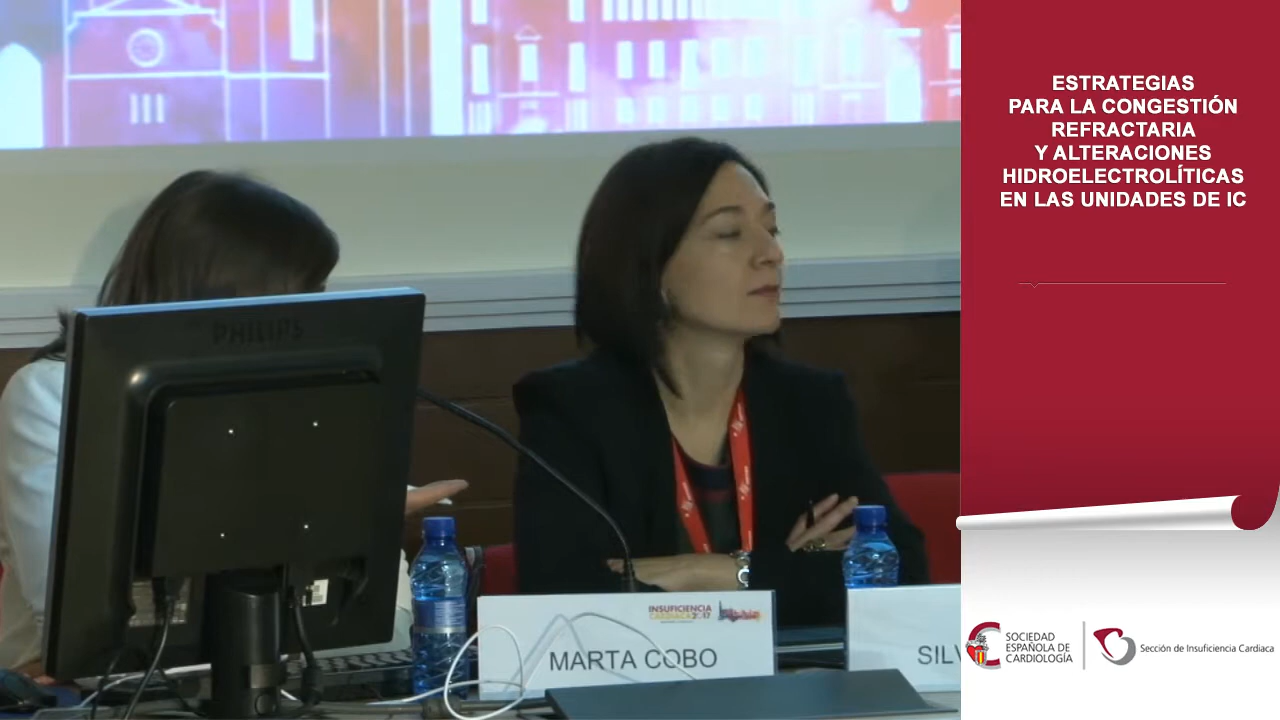 ESTRATEGIAS
PARA LA CONGESTIÓN
REFRACTARIA
Y ALTERACIONES
HIDROELECTROLÍTICAS
EN LAS UNIDADES DE IC
PHILIPS
INSUFICIENCIA
CARDIACA 2017
MARTA COBO
SILV
SOCIEDAD
ESPAÑOLA DE
CARDIOLOGÍA
Sección de Insuficiencia Cardiaca